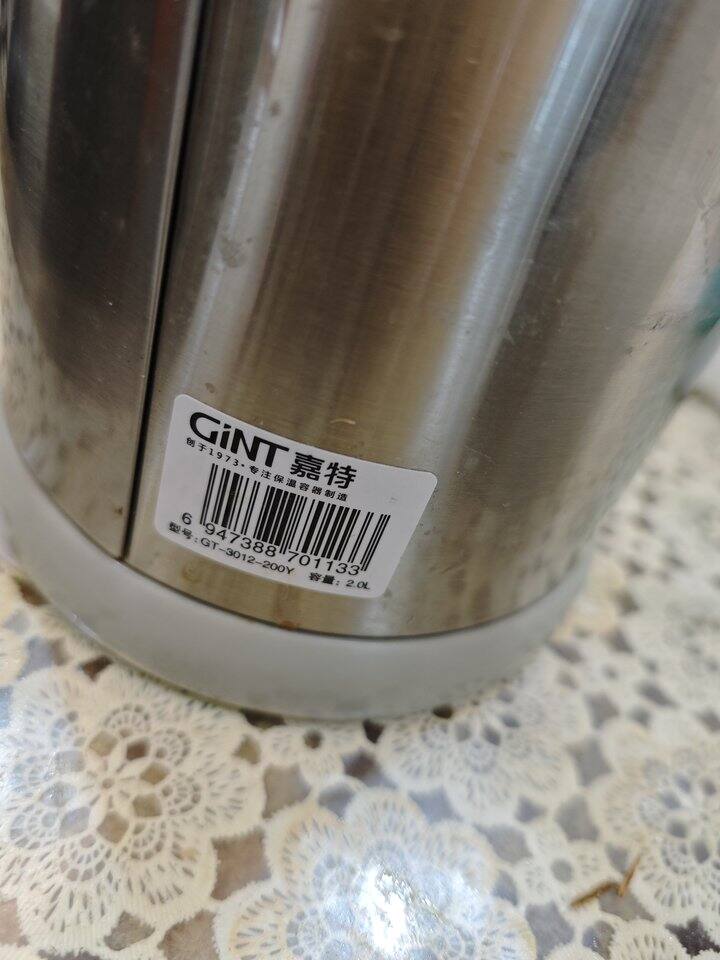 GiNT 嘉特
创于1973·专注保温容器制造
6 947388 701133
型号:GT-3012-200Y 容量:2.0L